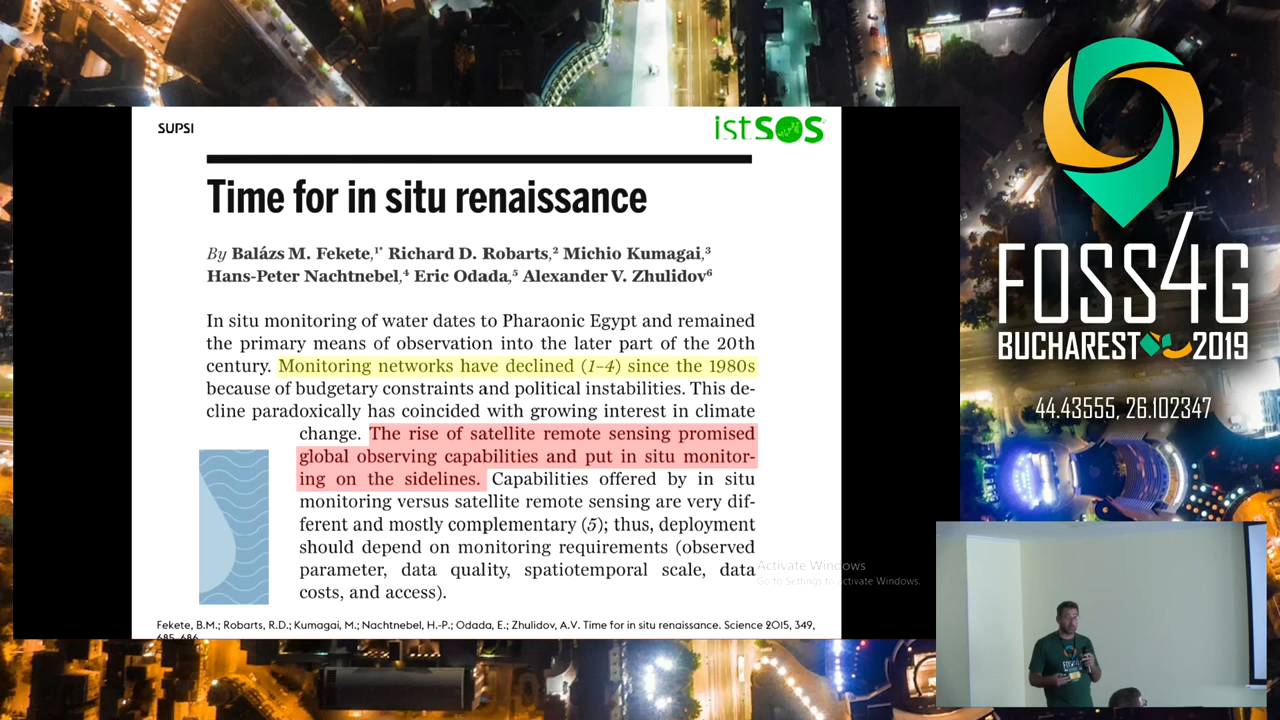 SUPSI
istSOS
Time for in situ renaissance
By Balázs M. Fekete,1* Richard D. Robarts,2 Michio Kumagai,3
Hans-Peter Nachtnebel,4 Eric Odada,5 Alexander V. Zhulidov6
In situ monitoring of water dates to Pharaonic Egypt and remained
the primary means of observation into the later part of the 20th
century. Monitoring networks have declined (1–4) since the 1980s
because of budgetary constraints and political instabilities. This de-
cline paradoxically has coincided with growing interest in climate
change. The rise of satellite remote sensing promised
global observing capabilities and put in situ monitor-
ing on the sidelines. Capabilities offered by in situ
monitoring versus satellite remote sensing are very dif-
ferent and mostly complementary (5); thus, deployment
should depend on monitoring requirements (observed
parameter, data quality, spatiotemporal scale, data
costs, and access).
Fekete, B.M.; Robarts, R.D.; Kumagai, M.; Nachtnebel, H.-P.; Odada, E.; Zhulidov, A.V. Time for in situ renaissance. Science 2015, 349,
685–686
Activate Windows
Go to Settings to activate Windows.
FOSS4G
BUCHAREST 2019
44.43555, 26.102347